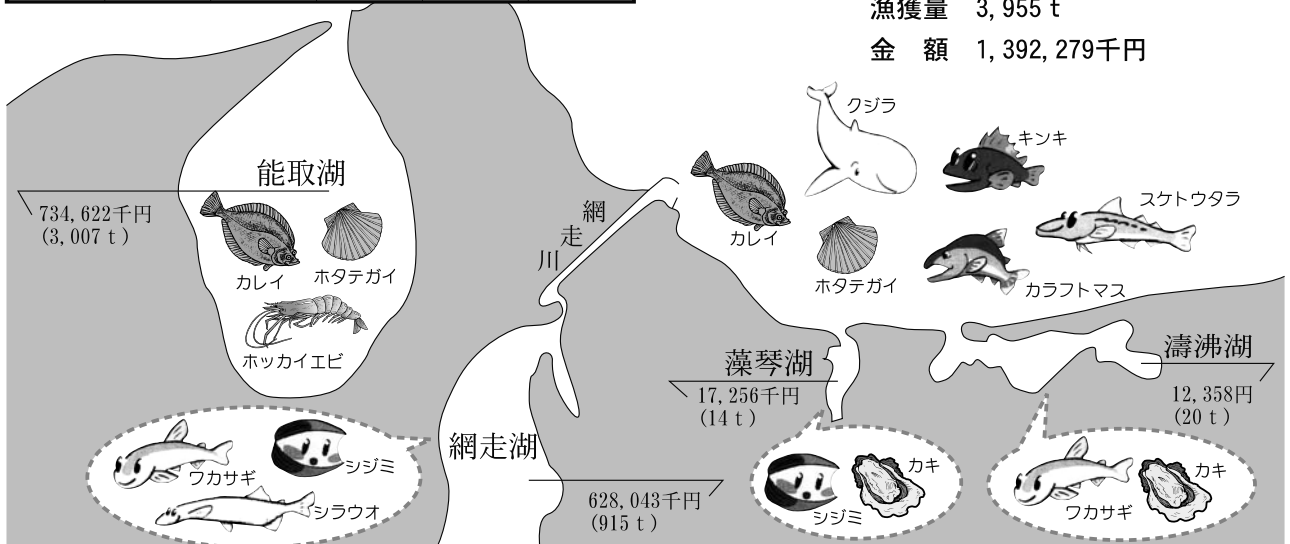 漁獲量　3,955ｔ
金　額　1,392,279千円
クジラ
キンキ
スケトウタラ
カレイ
ホタテガイ
カラフトマス
能取湖
734,622千円
(3,007ｔ)
カレイ
ホタテガイ
ホッカイエビ
網走川
藻琴湖
17,256千円
(14ｔ)
濤沸湖
12,358円
(20ｔ)
網走湖
628,043千円
(915ｔ)
ワカサギ
シジミ
シラウオ
シジミ
カキ
ワカサギ
カキ